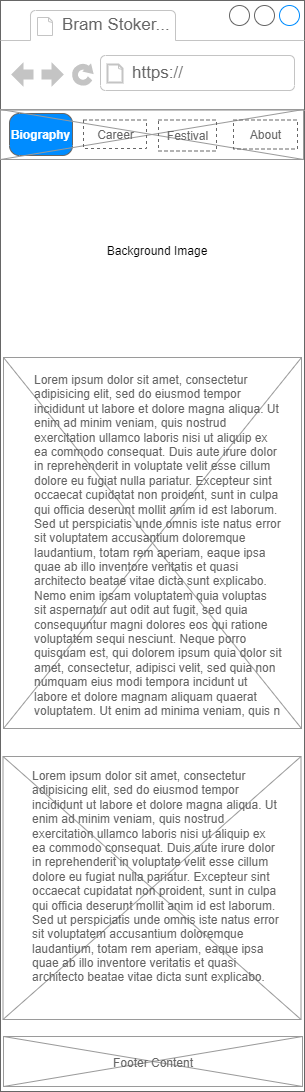 Bram Stoker...
https://
Biography Career Festival About
Background Image
Lorem ipsum dolor sit amet, consectetur
adipisicing elit, sed do eiusmod tempor
incididunt ut labore et dolore magna aliqua. Ut
enim ad minim veniam, quis nostrud
exercitation ullamco laboris nisi ut aliquip ex
ea commodo consequat. Duis aute irure dolor
in reprehenderit in voluptate velit esse cillum
dolore eu fugiat nulla pariatur. Excepteur sint
occaecat cupidatat non proident, sunt in culpa
qui officia deserunt mollit anim id est laborum.
Sed ut perspiciatis unde omnis iste natus error
sit voluptatem accusantium doloremque
laudantium, totam rem aperiam, eaque ipsa
quae ab illo inventore veritatis et quasi
architecto beatae vitae dicta sunt explicabo.
Nemo enim ipsam voluptatem quia voluptas
sit aspernatur aut odit aut fugit, sed quia
consequuntur magni dolores eos qui ratione
voluptatem sequi nesciunt. Neque porro
quisquam est, qui dolorem ipsum quia dolor sit
amet, consectetur, adipisci velit, sed quia non
numquam eius modi tempora incidunt ut
labore et dolore magnam aliquam quaerat
voluptatem. Ut enim ad minima veniam, quis n
Lorem ipsum dolor sit amet, consectetur
adipisicing elit, sed do eiusmod tempor
incididunt ut labore et dolore magna aliqua. Ut
enim ad minim veniam, quis nostrud
exercitation ullamco laboris nisi ut aliquip ex
ea commodo consequat. Duis aute irure dolor
in reprehenderit in voluptate velit esse cillum
dolore eu fugiat nulla pariatur. Excepteur sint
occaecat cupidatat non proident, sunt in culpa
qui officia deserunt mollit anim id est laborum.
Sed ut perspiciatis unde omnis iste natus error
sit voluptatem accusantium doloremque
laudantium, totam rem aperiam, eaque ipsa
quae ab illo inventore veritatis et quasi
architecto beatae vitae dicta sunt explicabo.
Footer Content